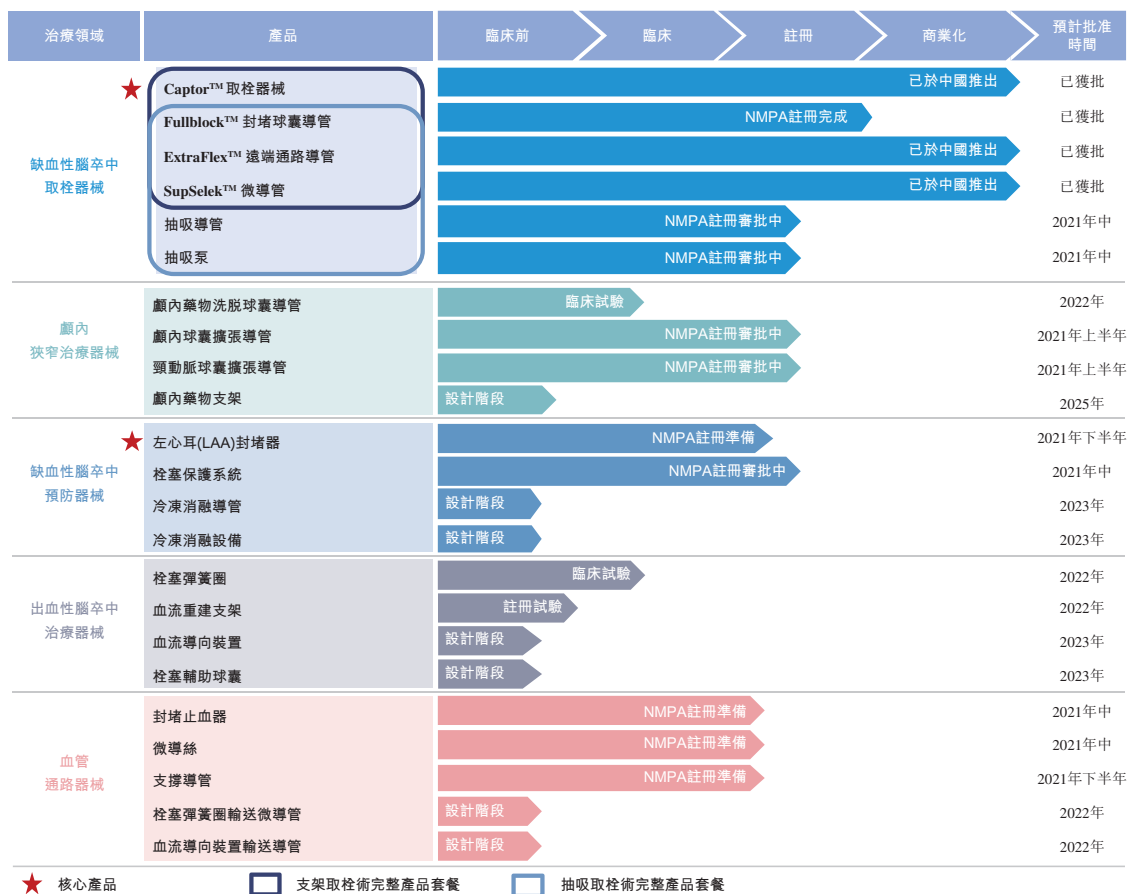 治療領域 產品 臨床前 臨床 註冊 商業化 預計批准
時間
Captor™ 取栓器械 已於中國推出 已獲批
Fullblock™ 封堵球囊導管 NMPA註冊完成 已獲批
ExtraFlex™ 遠端通路導管 已於中國推出 已獲批
缺血性腦卒中
取栓器械
SupSelek™ 微導管 已於中國推出 已獲批
抽吸導管 NMPA註冊審批中 2021年中
抽吸泵 NMPA註冊審批中 2021年中
顱內藥物洗脫球囊導管 臨床試驗 2022年
顱內
狹窄治療器械
顱內球囊擴張導管 NMPA註冊審批中 2021年上半年
頸動脈球囊擴張導管 NMPA註冊審批中 2021年上半年
顱內藥物支架 設計階段 2025年
左心耳(LAA)封堵器 NMPA註冊準備 2021年下半年
缺血性腦卒中
預防器械
栓塞保護系統 NMPA註冊審批中 2021年中
冷凍消融導管 設計階段 2023年
冷凍消融設備 設計階段 2023年
栓塞彈簧圈 臨床試驗 2022年
出血性腦卒中
治療器械
血流重建支架 註冊試驗 2022年
血流導向裝置 設計階段 2023年
栓塞輔助球囊 設計階段 2023年
封堵止血器 NMPA註冊準備 2021年中
微導絲 NMPA註冊準備 2021年中
血管
通路器械
支撐導管 NMPA註冊準備 2021年下半年
栓塞彈簧圈輸送微導管 設計階段 2022年
血流導向裝置輸送導管 設計階段 2022年
核心產品 支架取栓術完整產品套餐 抽吸取栓術完整產品套餐